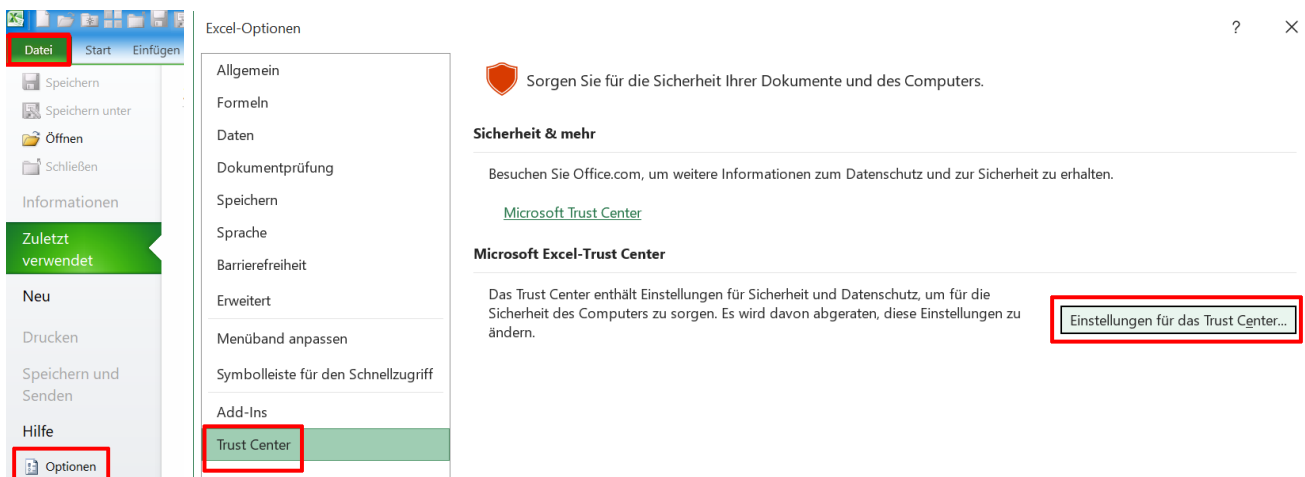 Datei Start Einfügen
Speichern
Speichern unter
Öffnen
Schließen
Informationen
Zuletzt
verwendet
Neu
Drucken
Speichern und
Senden
Hilfe
Optionen
Excel-Optionen
?
Allgemein
Formeln
Daten
Dokumentprüfung
Speichern
Sprache
Barrierefreiheit
Erweitert
Menüband anpassen
Symbolleiste für den Schnellzugriff
Add-Ins
Trust Center
Sorgen Sie für die Sicherheit Ihrer Dokumente und des Computers.
Sicherheit & mehr
Besuchen Sie Office.com, um weitere Informationen zum Datenschutz und zur Sicherheit zu erhalten.
Microsoft Trust Center
Microsoft Excel-Trust Center
Das Trust Center enthält Einstellungen für Sicherheit und Datenschutz, um für die
Sicherheit des Computers zu sorgen. Es wird davon abgeraten, diese Einstellungen zu
ändern.
Einstellungen für das Trust Center...